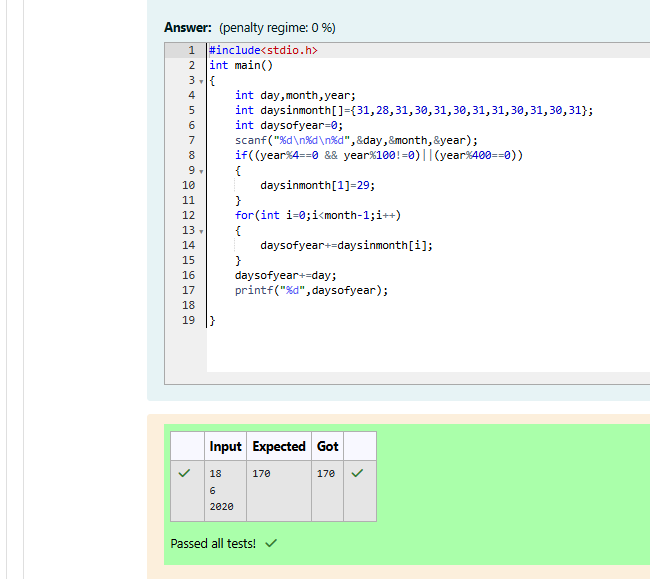 Answer: (penalty regime: 0 %)
1 #include<stdio.h>
2 int main()
3 {
4 int day,month,year;
5 int daysinmonth[]={31,28,31,30,31,30,31,31,30,31,30,31};
6 int daysofyear=0;
7 scanf("%d\n%d\n%d",&day,&month,&year);
8 if((year%4==0 && year%100!=0)||(year%400==0))
9 {
10 daysinmonth[1]=29;
11 }
12 for(int i=0;i<month-1;i++)
13 {
14 daysofyear+=daysinmonth[i];
15 }
16 daysofyear+=day;
17 printf("%d",daysofyear);
18
19 }
Input Expected Got
18 170 170
6
2020
Passed all tests!